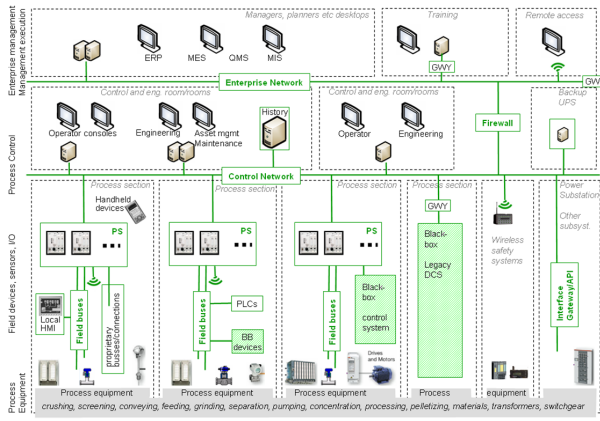 Enterprise management
Management execution
Managers, planners etc desktops
Training
Remote access
ERP
MES
QMS
MIS
GWY
Enterprise Network
GW
Process Control
Control and eng. room/rooms
Control and eng. room/rooms
Backup
UPS
Operator consoles
Engineering
Asset mgmt
Maintenance
History
Operator
Engineering
Firewall
Control Network
Field devices, sensors, I/O
Process section
Process section
Process section
Process section
Power
Substation
Other
subsyst.
Handheld
devices
PS
PS
PS
GWY
Black-
box
Legacy
DCS
Wireless
safety
systems
Local
HMI
Field buses
proprietary
busses/connections
Field buses
PLCs
BB
devices
Field buses
Black-
box
control
system
Interface
Gateway/API
Drives
and Motors
Process
Equipment
Process equipment
Process equipment
Process equipment
Process
equipment
crushing, screening, conveying, feeding, grinding, separation, pumping, concentration, processing, pelletizing, materials, transformers, switchgear